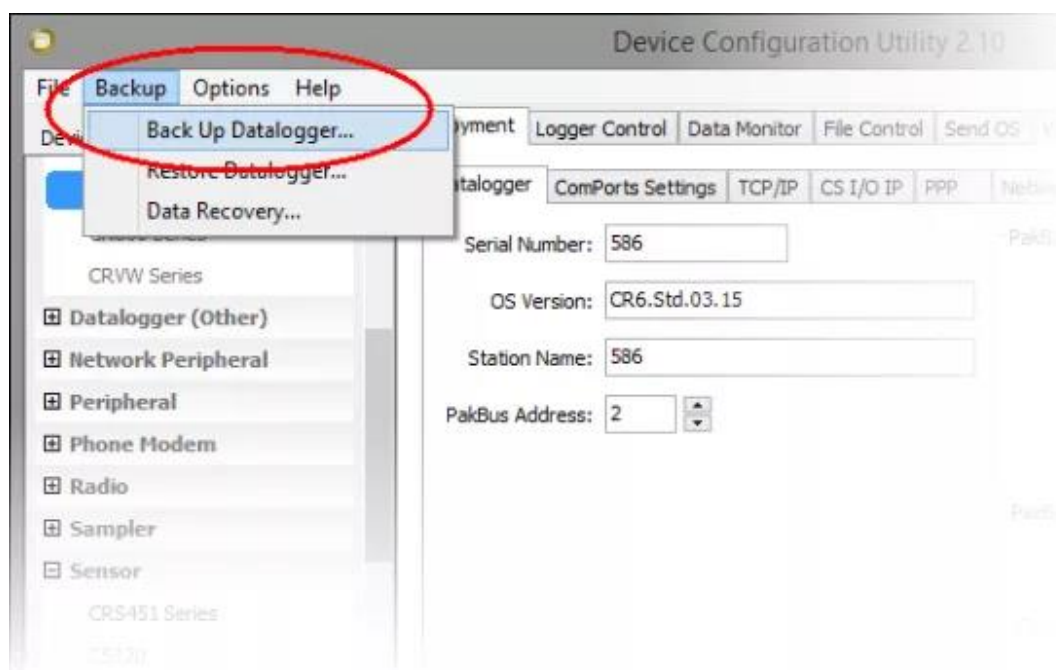 Device Configuration Utility 2.10
File Backup Options Help
Back Up Datalogger...
Restore Datalogger...
Data Recovery...
Logger Control Data Monitor File Control Send OS
ComPorts Settings TCP/IP CS I/O IP PPP
Serial Number: 586
CRVW Series
OS Version: CR6.Std.03.15
Datalogger (Other)
Network Peripheral
Station Name: 586
Peripheral
PakBus Address: 2
Phone Modem
Radio
Sampler
Sensor
CRS451 Series